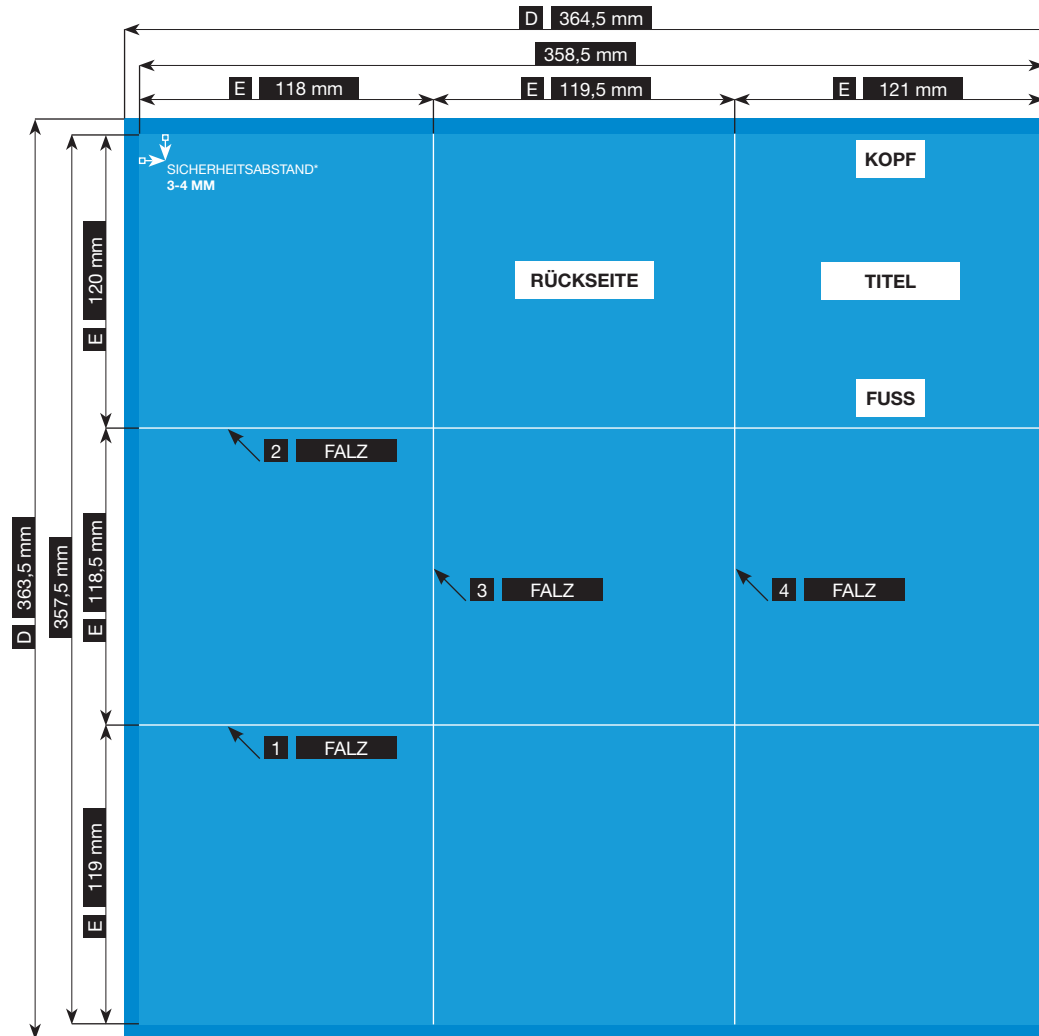 D 364,5 mm
358,5 mm
E 118 mm
E 119,5 mm
E 121 mm
SICHERHEITSABSTAND*
3-4 MM
KOPF
RÜCKSEITE
TITEL
FUSS
E 120 mm
2 FALZ
D 363,5 mm
357,5 mm
E 118,5 mm
3 FALZ
4 FALZ
1 FALZ
E 119 mm